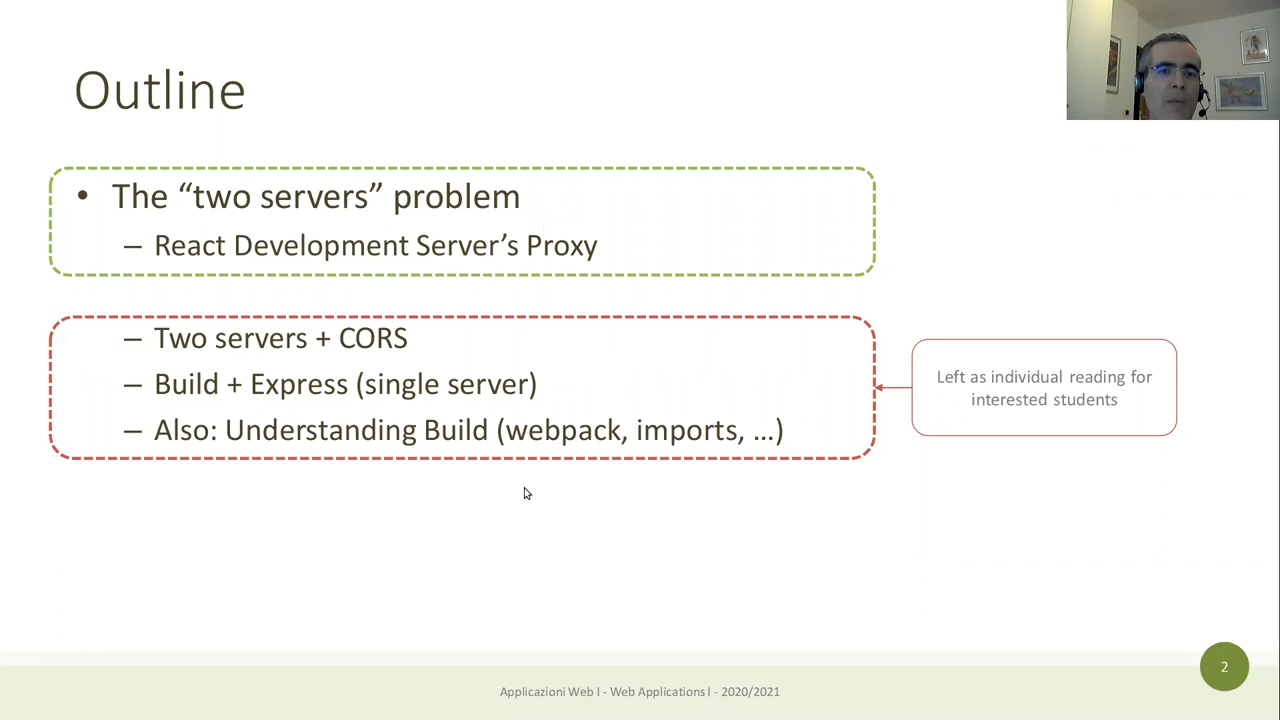 Outline
• The “two servers” problem
– React Development Server’s Proxy
– Two servers + CORS
– Build + Express (single server)
– Also: Understanding Build (webpack, imports, …)
Left as individual reading for
interested students
Applicazioni Web I - Web Applications I - 2020/2021
2